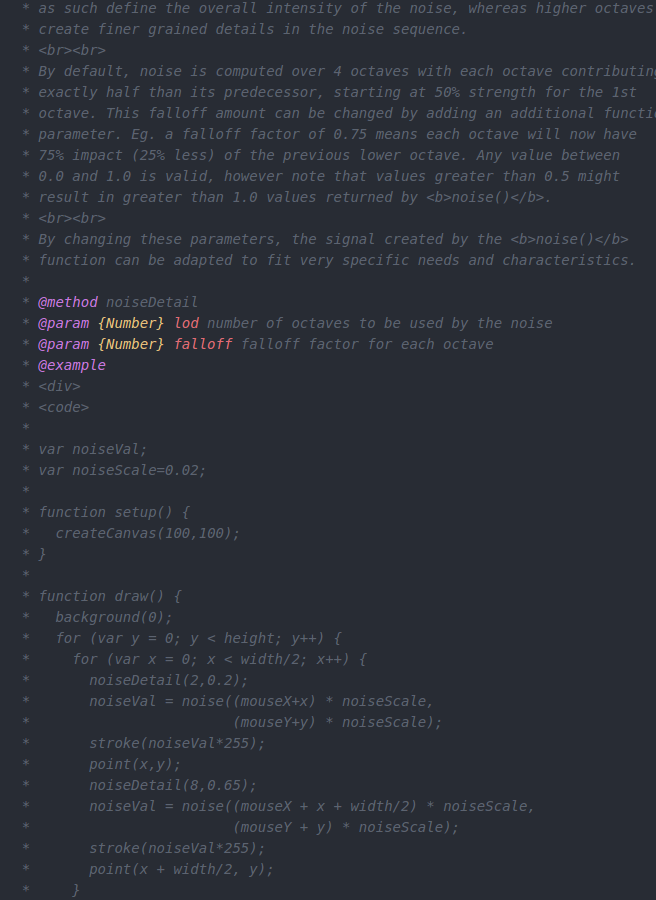 * as such define the overall intensity of the noise, whereas higher octaves
* create finer grained details in the noise sequence.
* <br><br>
* By default, noise is computed over 4 octaves with each octave contributing
* exactly half than its predecessor, starting at 50% strength for the 1st
* octave. This falloff amount can be changed by adding an additional functi
* parameter. Eg. a falloff factor of 0.75 means each octave will now have
* 75% impact (25% less) of the previous lower octave. Any value between
* 0.0 and 1.0 is valid, however note that values greater than 0.5 might
* result in greater than 1.0 values returned by <b>noise()</b>.
* <br><br>
* By changing these parameters, the signal created by the <b>noise()</b>
* function can be adapted to fit very specific needs and characteristics.
*
* @method noiseDetail
* @param {Number} lod number of octaves to be used by the noise
* @param {Number} falloff falloff factor for each octave
* @example
* <div>
* <code>
*
* var noiseVal;
* var noiseScale=0.02;
*
* function setup() {
*   createCanvas(100,100);
* }
*
* function draw() {
*   background(0);
*   for (var y = 0; y < height; y++) {
*     for (var x = 0; x < width/2; x++) {
*       noiseDetail(2,0.2);
*       noiseVal = noise((mouseX+x) * noiseScale,
*                        (mouseY+y) * noiseScale);
*       stroke(noiseVal*255);
*       point(x,y);
*       noiseDetail(8,0.65);
*       noiseVal = noise((mouseX + x + width/2) * noiseScale,
*                        (mouseY + y) * noiseScale);
*       stroke(noiseVal*255);
*       point(x + width/2, y);
*     }